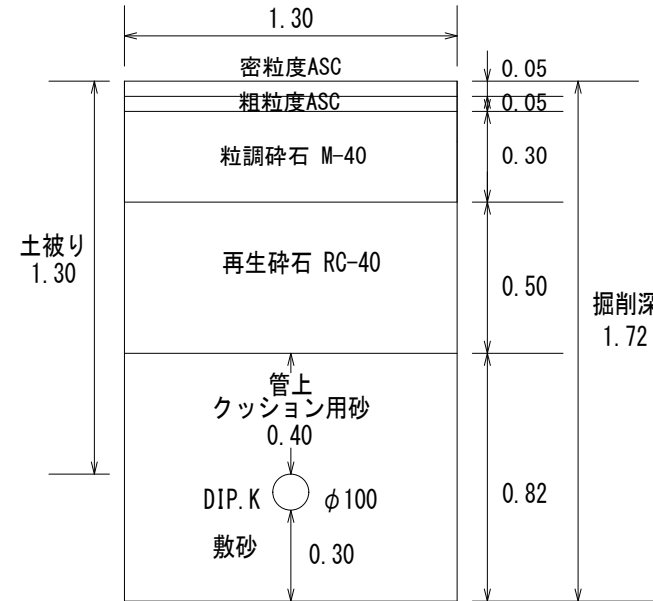 1.30
密粒度ASC
0.05
粗粒度ASC
0.05
粒調砕石 M-40
0.30
土被り
1.30
再生砕石 RC-40
0.50
掘削深
1.72
管上
クッション用砂
0.40
DIP.K φ100
0.82
敷砂
0.30